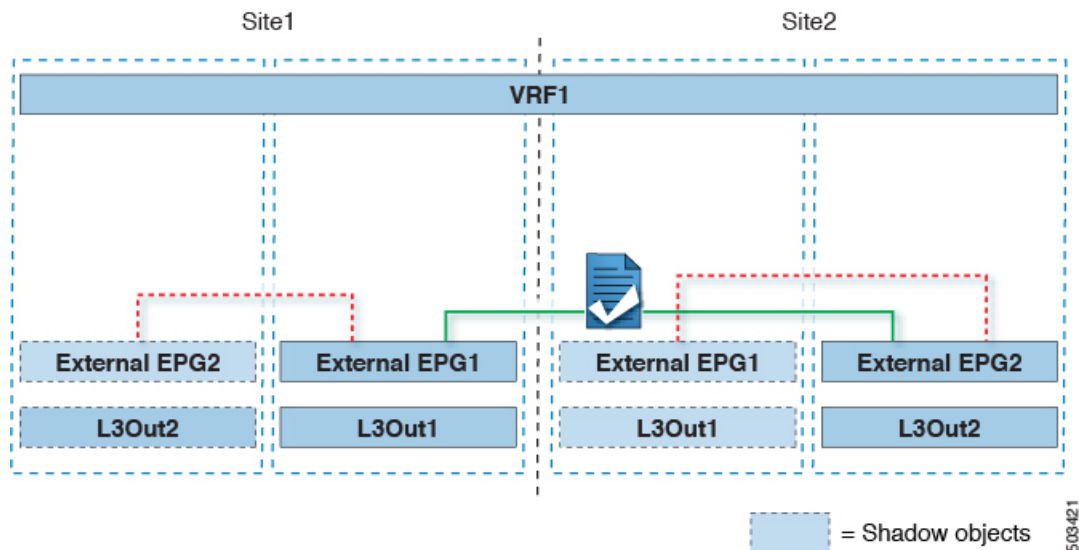 Site1
Site2
VRF1
External EPG2
External EPG1
External EPG1
External EPG2
L3Out2
L3Out1
L3Out1
L3Out2
= Shadow objects
503421